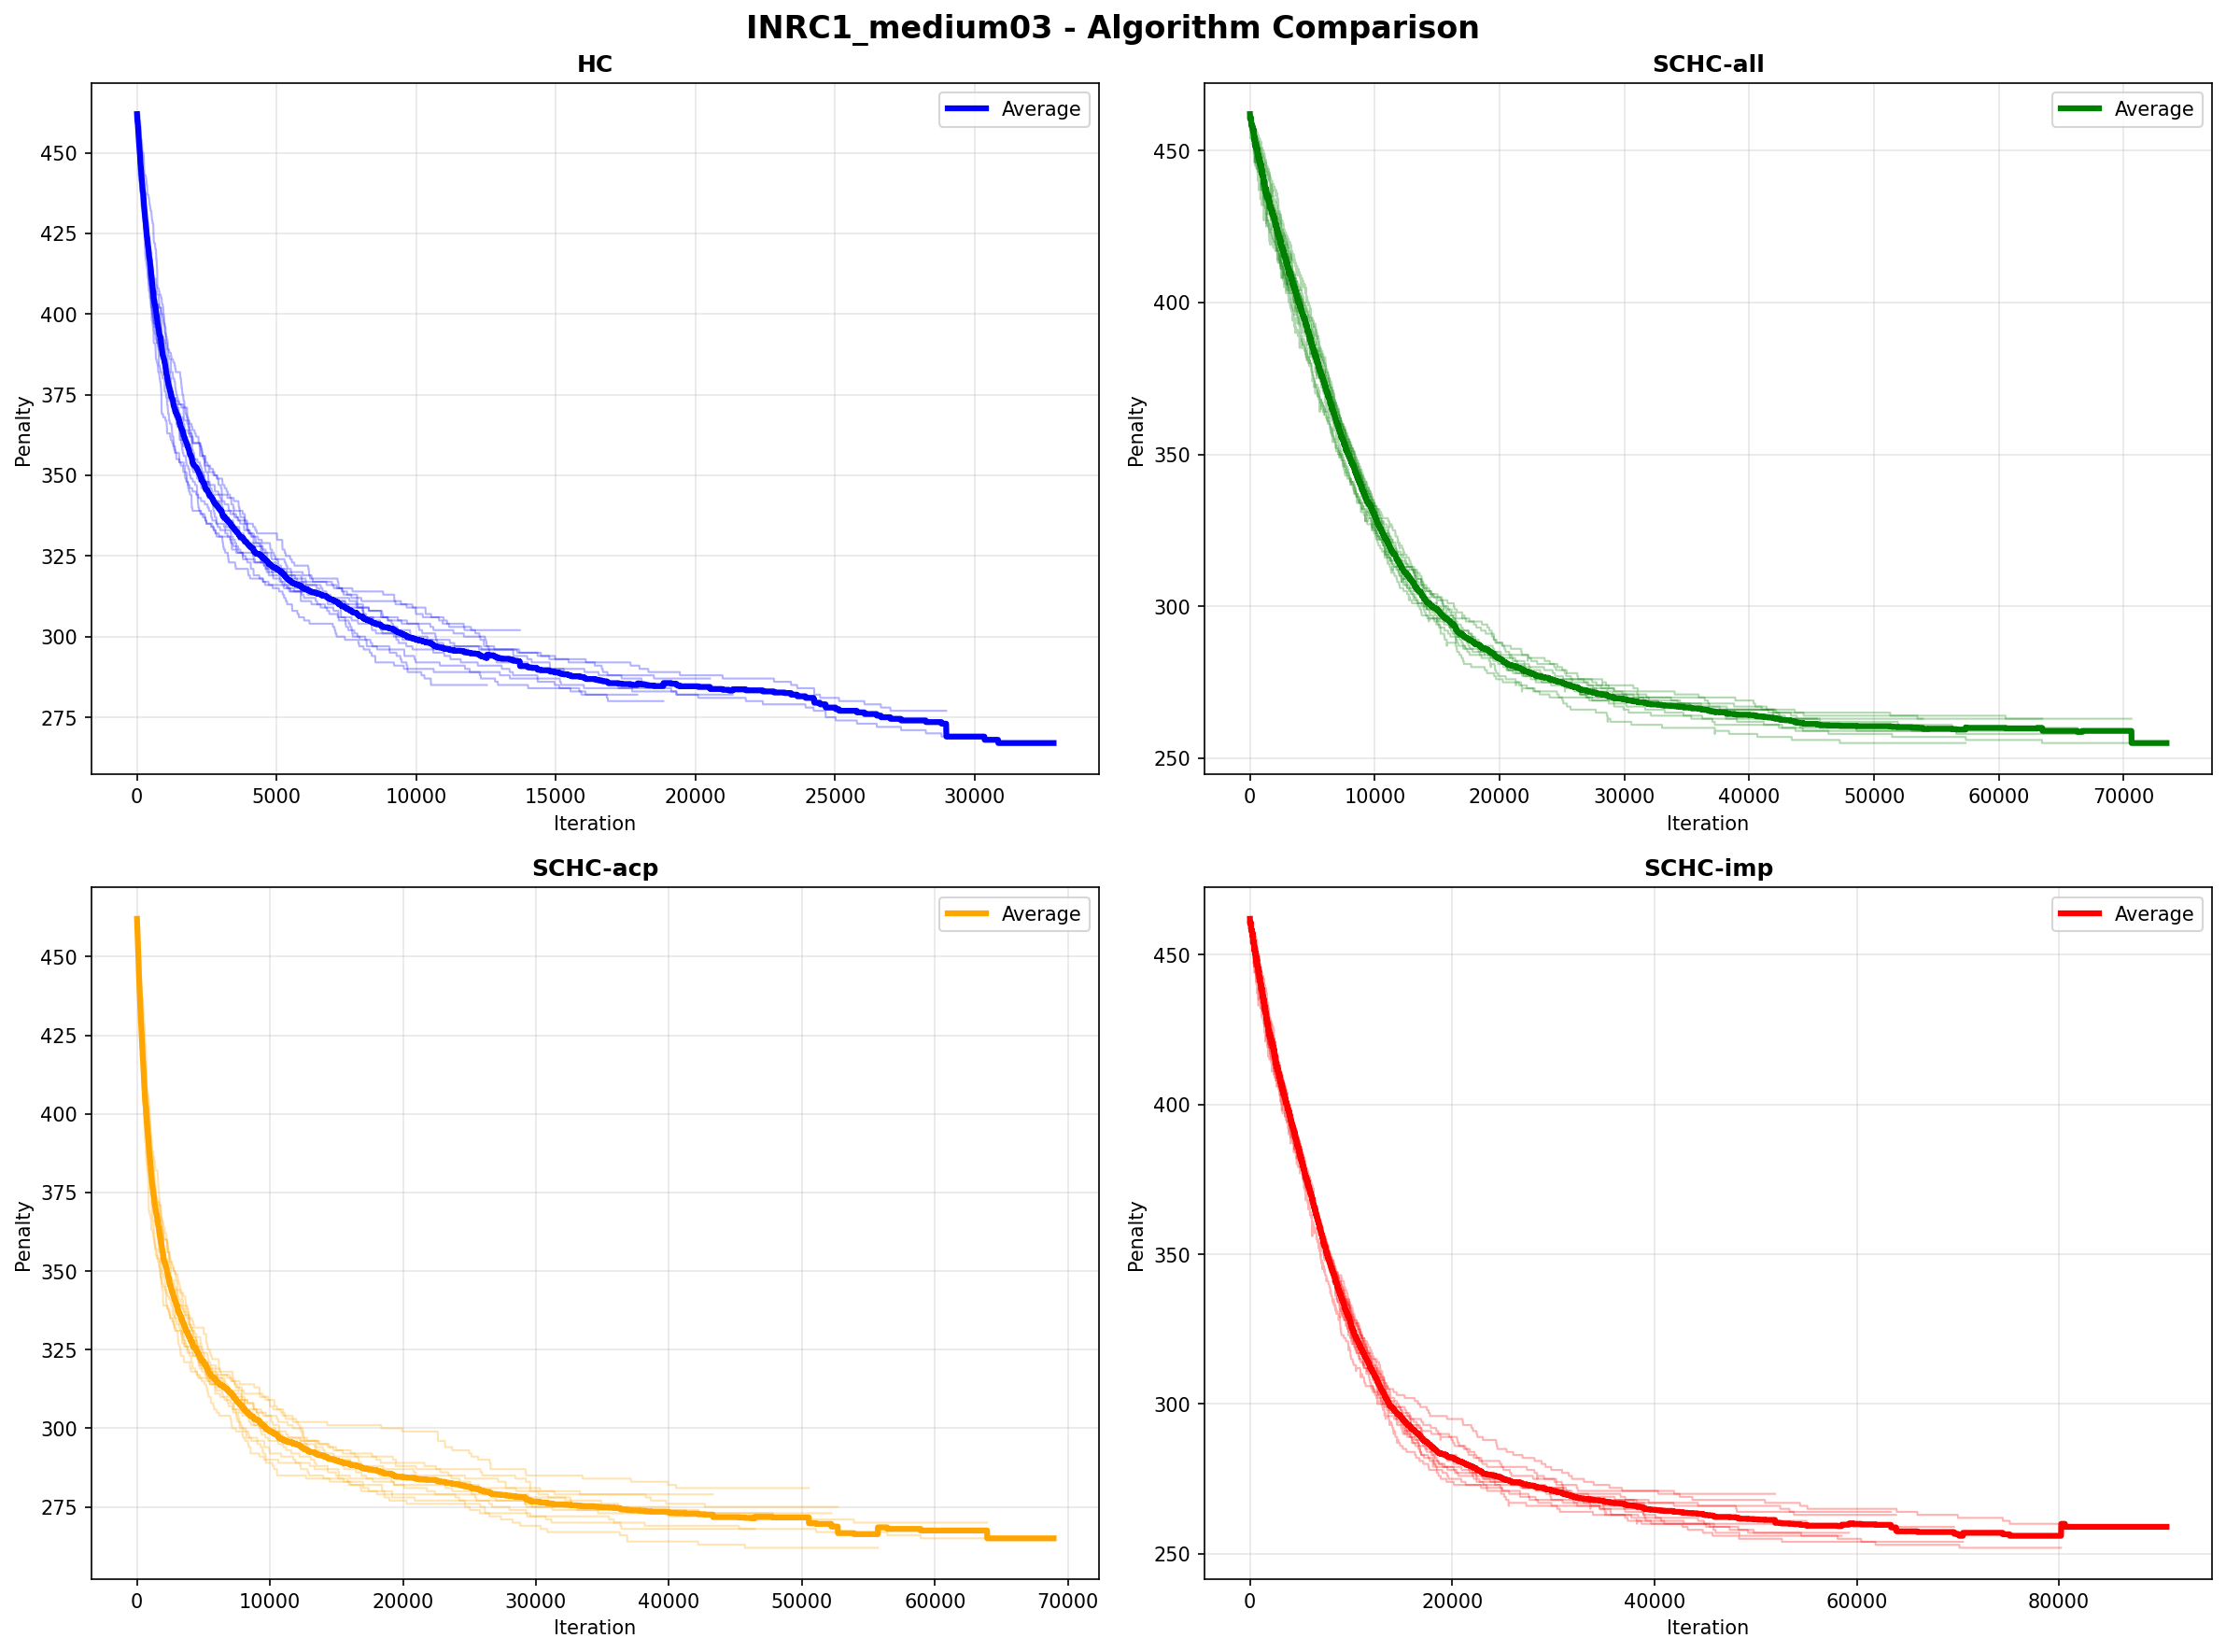 INRC1_medium03 - Algorithm Comparison
HC
Average
Penalty
450
425
400
375
350
325
300
275
0 5000 10000 15000 20000 25000 30000
Iteration
SCHC-all
Average
Penalty
450
400
350
300
250
0 10000 20000 30000 40000 50000 60000 70000
Iteration
SCHC-acp
Average
Penalty
450
425
400
375
350
325
300
275
0 10000 20000 30000 40000 50000 60000 70000
Iteration
SCHC-imp
Average
Penalty
450
400
350
300
250
0 20000 40000 60000 80000
Iteration